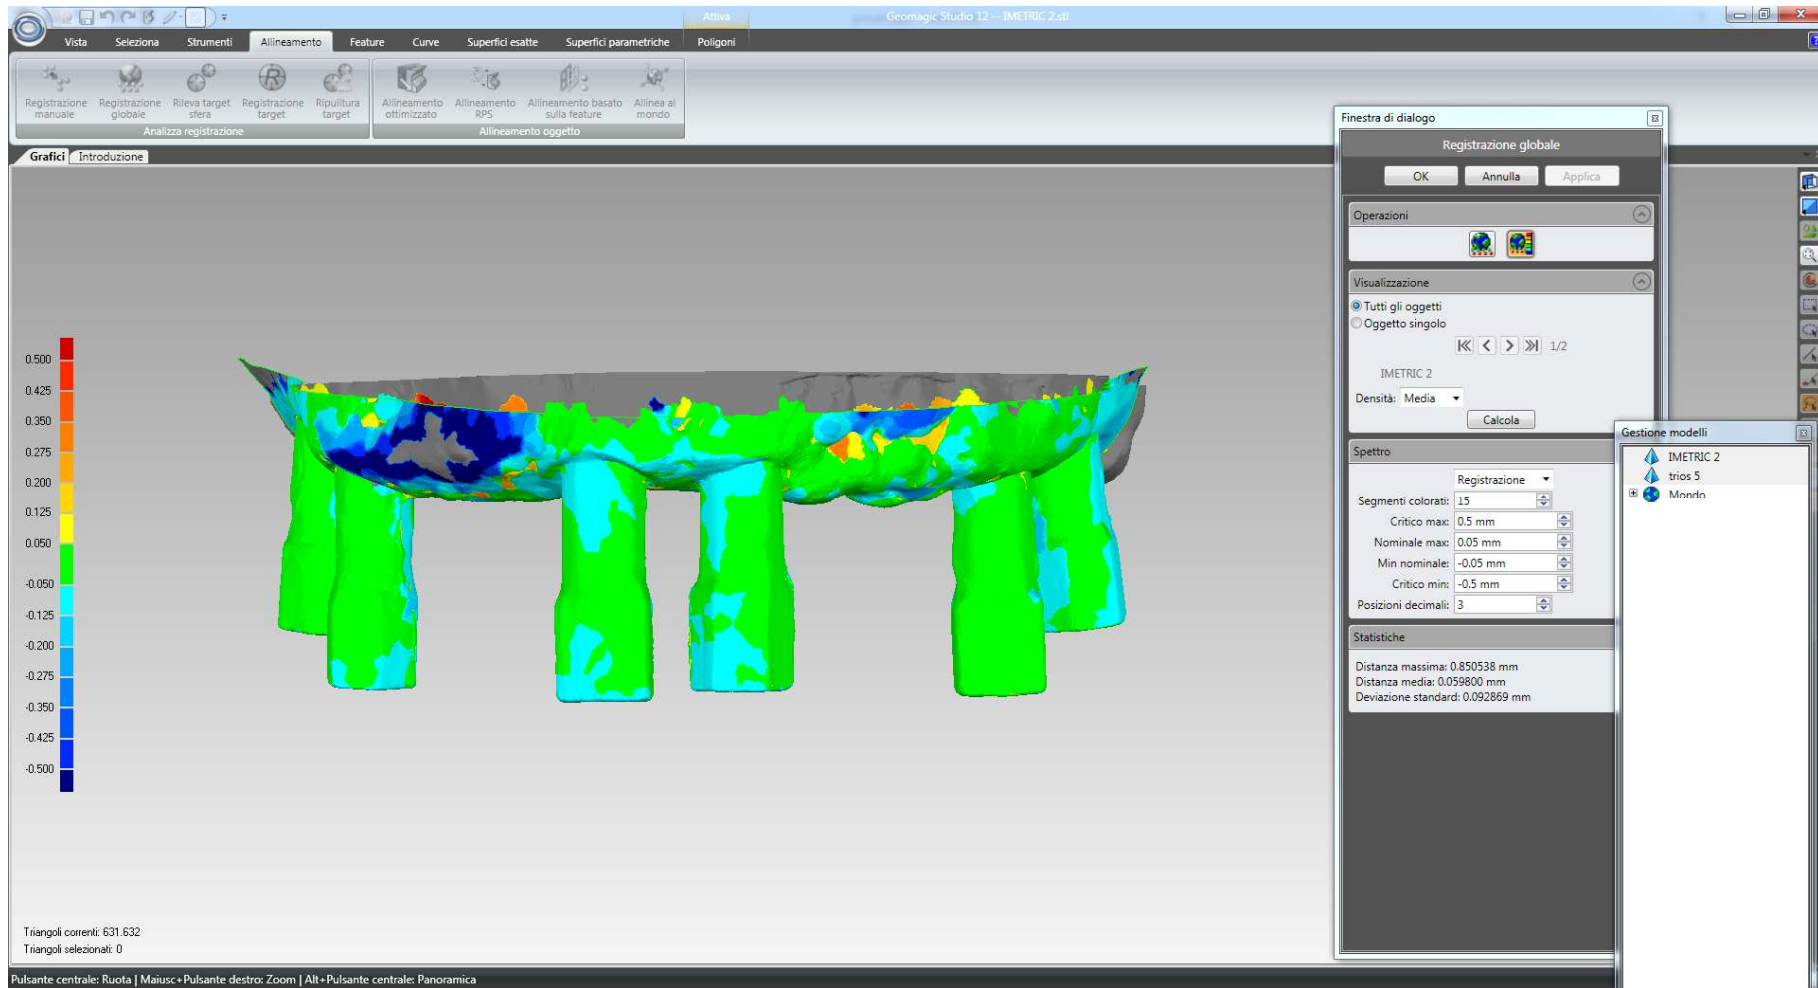 Attiva
Geomagic Studio 12 -- IMETRIC 2.stl
Vista Seleziona Strumenti Allineamento Feature Curve Superfici esatte Superfici parametriche Poligoni
Registrazione manuale
Registrazione globale
Rileva target sfera
Registrazione target
Ripulitura target
Allineamento ottimizzato
Allineamento RPS
Allineamento basato sulla feature
Allinea al mondo
Analizza registrazione
Allineamento oggetto
Grafici Introduzione
0.500
0.425
0.350
0.275
0.200
0.125
0.050
-0.050
-0.125
-0.200
-0.275
-0.350
-0.425
-0.500
Triangoli correnti: 631.632
Triangoli selezionati: 0
Pulsante centrale: Ruota | Maiusc+Pulsante destro: Zoom | Alt+Pulsante centrale: Panoramica
Finestra di dialogo
Registrazione globale
OK Annulla Applica
Operazioni
Visualizzazione
Tutti gli oggetti
Oggetto singolo
1/2
IMETRIC 2
Densità: Media
Calcola
Spettro
Registrazione
Segmenti colorati: 15
Critico max: 0.5 mm
Nominale max: 0.05 mm
Min nominale: -0.05 mm
Critico min: -0.5 mm
Posizioni decimali: 3
Statistiche
Distanza massima: 0.850538 mm
Distanza media: 0.059800 mm
Deviazione standard: 0.092869 mm
Gestione modelli
IMETRIC 2
trios 5
Mondo